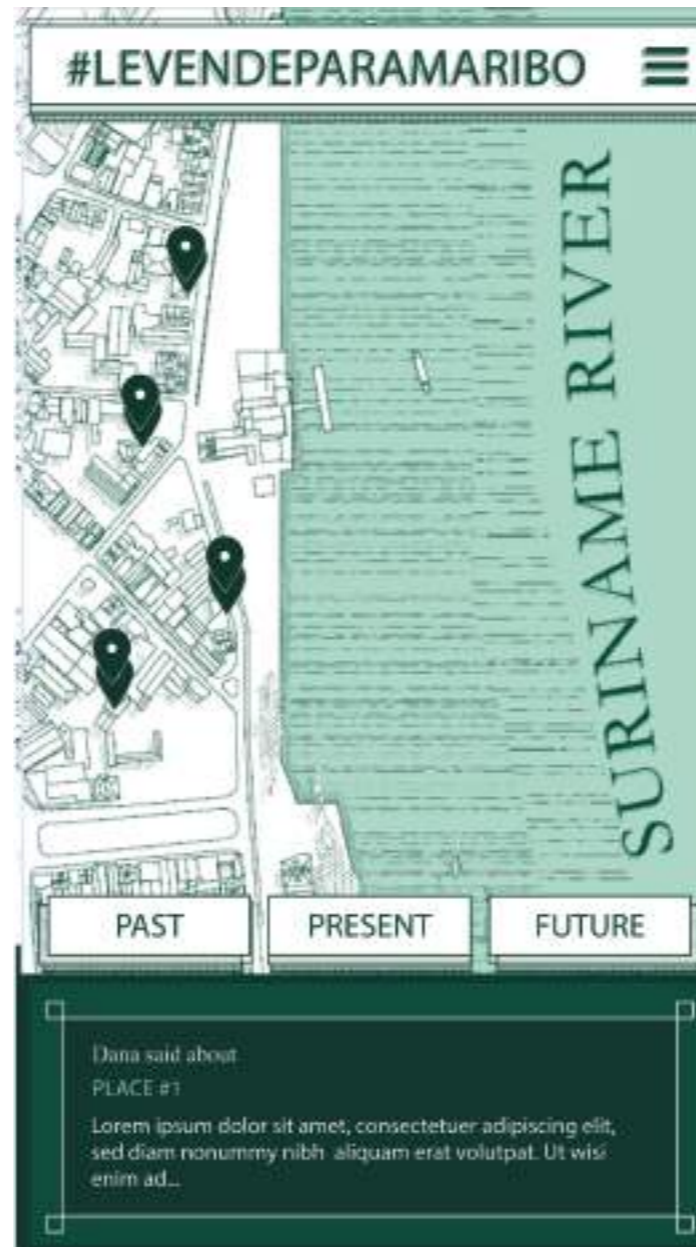 #LEVENDEPARAMARIBO
SURINAME RIVER
PAST
PRESENT
FUTURE
Dana said about
PLACE #1
Lorem ipsum dolor sit amet, consectetuer adipiscing elit,
sed diam nonummy nibh aliquam erat volutpat. Ut wisi
enim ad...